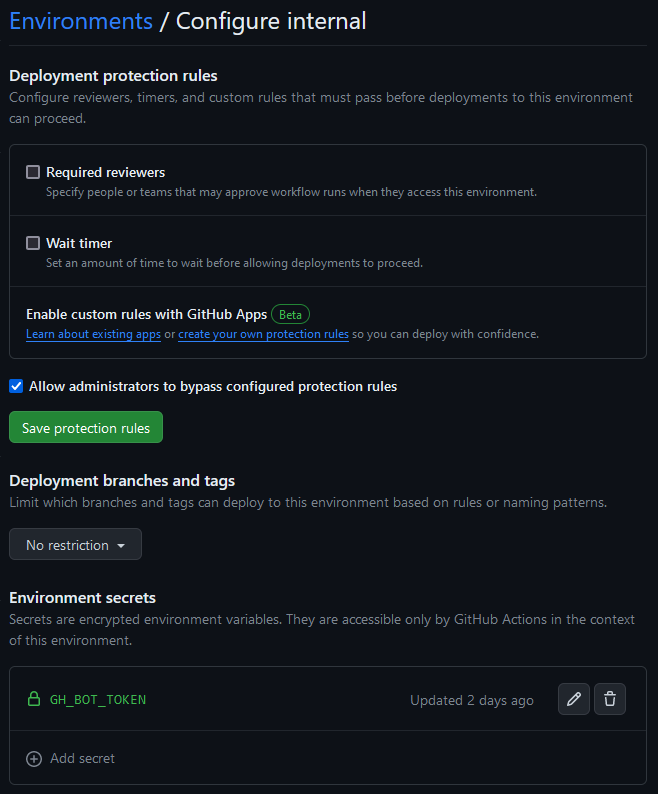 Environments / Configure internal
Deployment protection rules
Configure reviewers, timers, and custom rules that must pass before deployments to this environment
can proceed.
Required reviewers
Specify people or teams that may approve workflow runs when they access this environment.
Wait timer
Set an amount of time to wait before allowing deployments to proceed.
Enable custom rules with GitHub Apps Beta
Learn about existing apps or create your own protection rules so you can deploy with confidence.
Allow administrators to bypass configured protection rules
Save protection rules
Deployment branches and tags
Limit which branches and tags can deploy to this environment based on rules or naming patterns.
No restriction
Environment secrets
Secrets are encrypted environment variables. They are accessible only by GitHub Actions in the context
of this environment.
GH_BOT_TOKEN Updated 2 days ago
Add secret